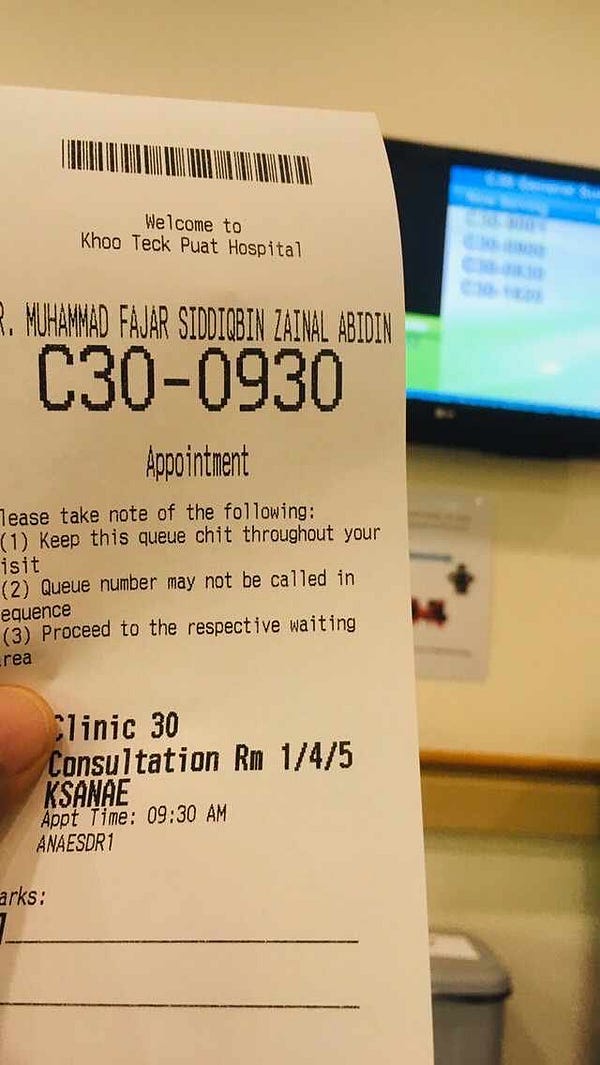 Welcome to
Khoo Teck Puat Hospital
R. MUHAMMAD FAJAR SIDDIQBIN ZAINAL ABIDIN
C30-0930
Appointment
lease take note of the following:
(1) Keep this queue chit throughout your
isit
(2) Queue number may not be called in
equence
(3) Proceed to the respective waiting
rea
Clinic 30
Consultation Rm 1/4/5
KSANAE
Appt Time: 09:30 AM
ANAESDR1
arks: